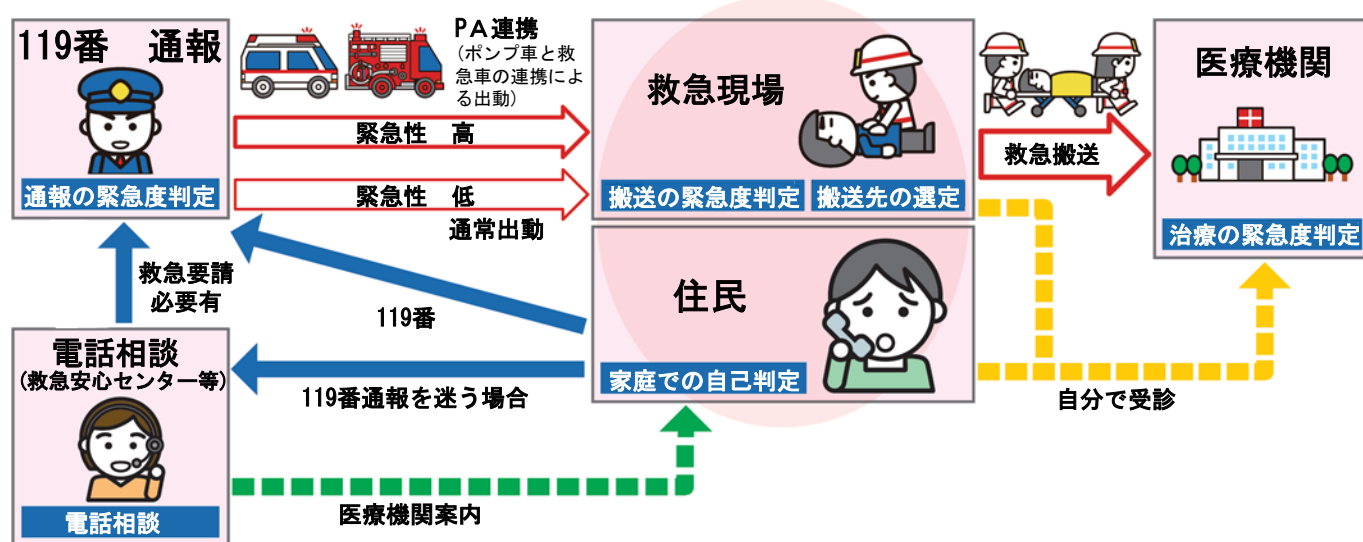 119番 通報
通報の緊急度判定
PA連携
(ポンプ車と救
急車の連携によ
る出動)
緊急性 高
緊急性 低
通常出動
救急現場
搬送の緊急度判定
搬送先の選定
救急搬送
医療機関
治療の緊急度判定
救急要請
必要有
119番
住民
家庭での自己判定
自分で受診
電話相談
(救急安心センター等)
119番通報を迷う場合
電話相談
医療機関案内